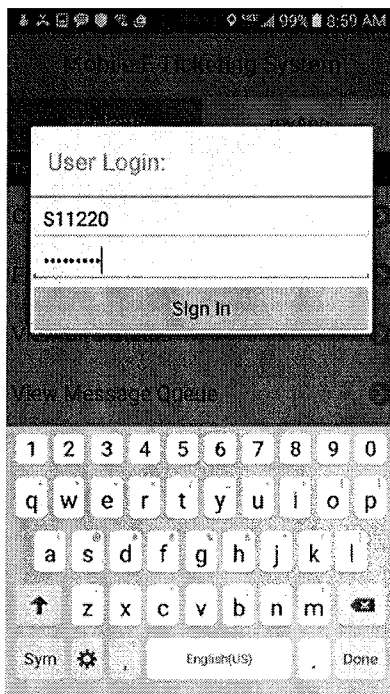 99% 8:59 AM
Mobile E-Ticketing System
User Login:
S11220
•••••••••
Sign In
View Message Queue
1 2 3 4 5 6 7 8 9 0
q w e r t y u i o p
a s d f g h j k l
z x c v b n m
Sym , English(US) . Done